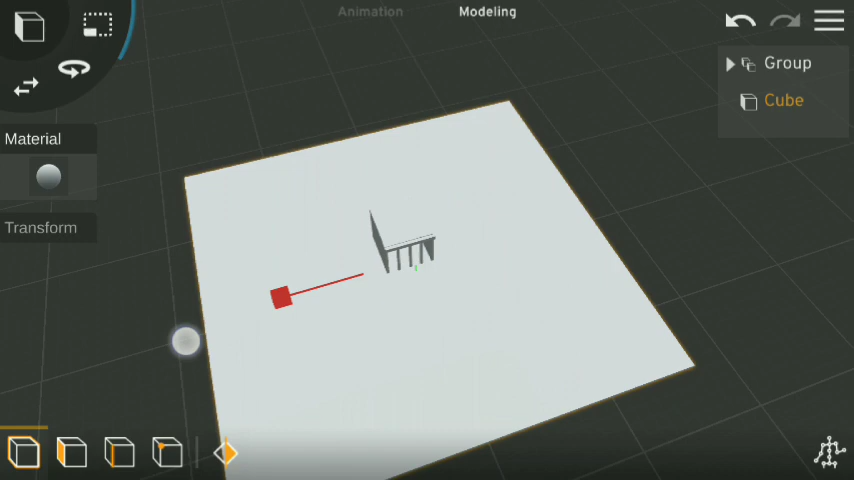 Animation
Modeling
Group
Cube
Material
Transform